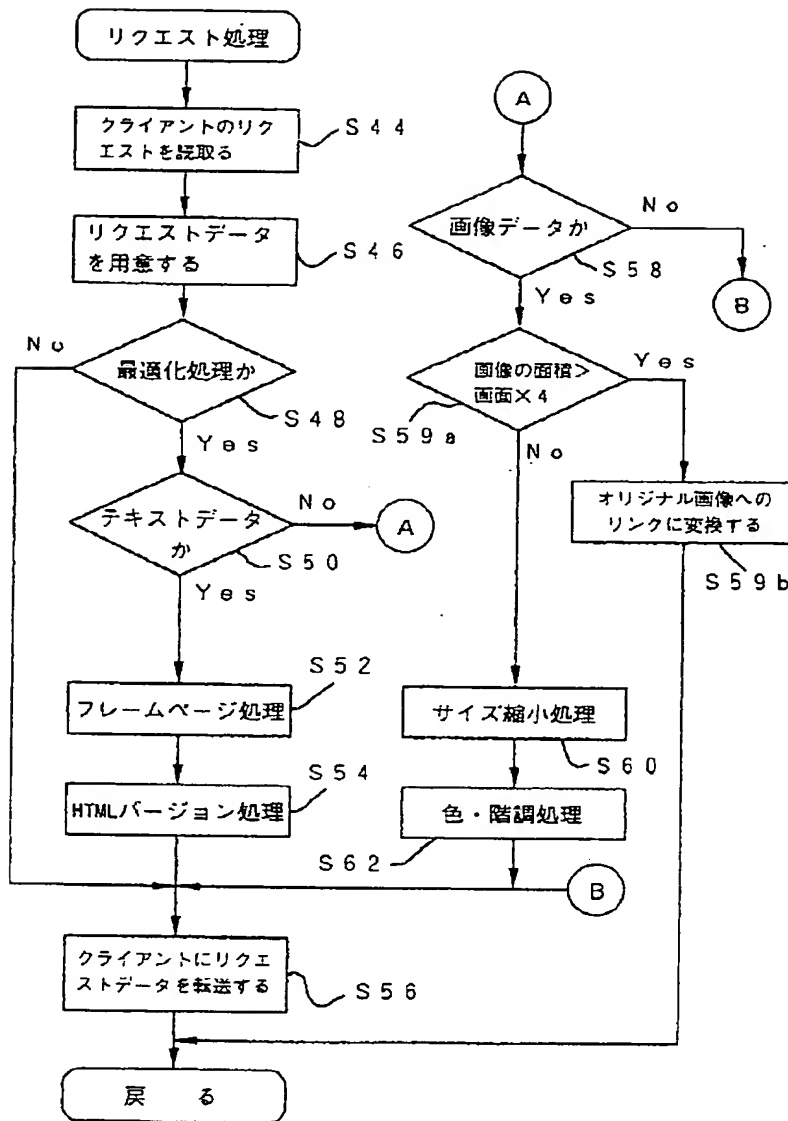 リクエスト処理
クライアントのリク
エストを読取る
S44
リクエストデータ
を用意する
S46
No
最適化処理か
S48
Yes
テキストデータ
か
No
A
S50
Yes
フレームページ処理
S52
HTMLバージョン処理
S54
クライアントにリクエ
ストデータを転送する
S56
戻　る
A
画像データか
No
S58
B
Yes
画像の面積>
画面×4
Yes
S59a
No
オリジナル画像への
リンクに変換する
S59b
サイズ縮小処理
S60
色・階調処理
S62
B